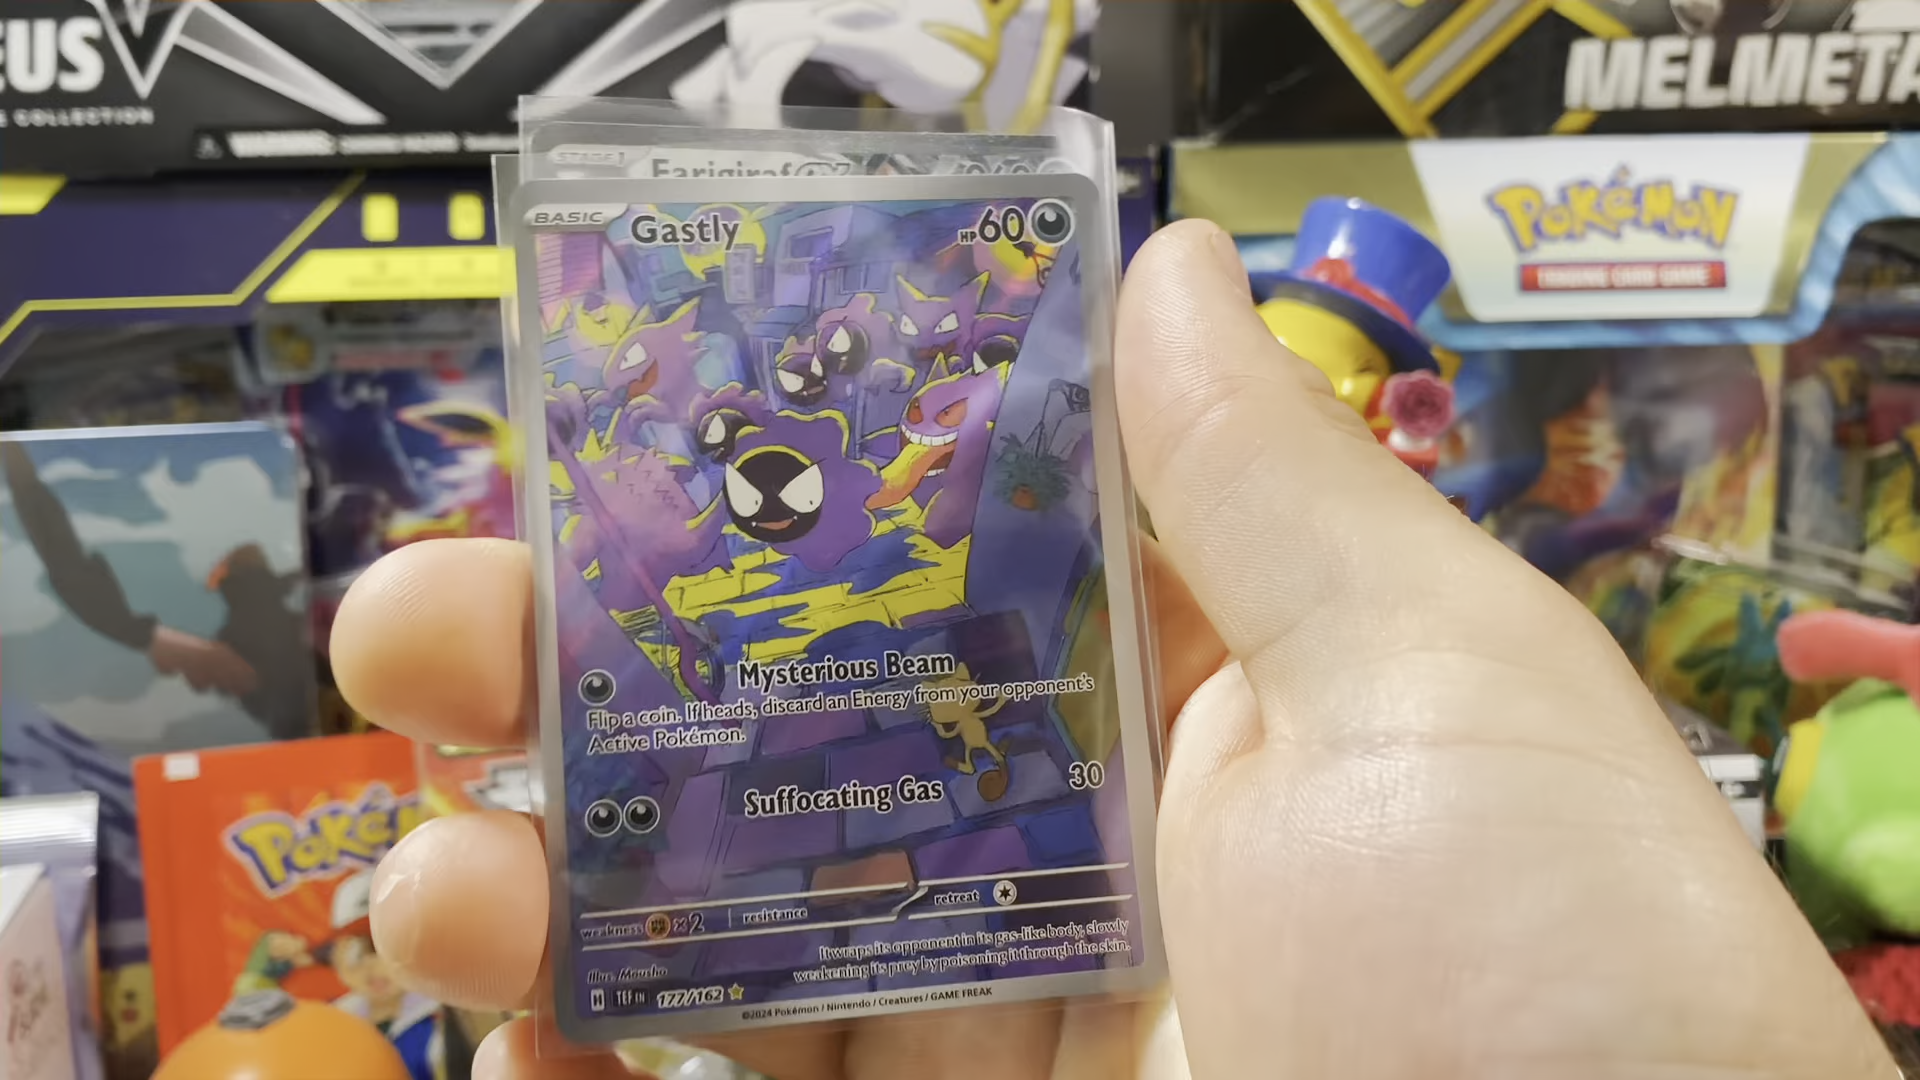 EUS
COLLECTION
WARNING:
MELMETA
POKéMON
TRADING CARD GAME
STAGE 1 Farigiraf ex
BASIC Gastly HP 60
Mysterious Beam
Flip a coin. If heads, discard an Energy from your opponent's
Active Pokémon.
Suffocating Gas 30
weakness ×2 resistance retreat
It wraps its opponent in its gas-like body, slowly
weakening its prey by poisoning it through the skin.
Illus. Mousho
H TEF EN 177/162
©2024 Pokémon / Nintendo / Creatures / GAME FREAK
POKéM